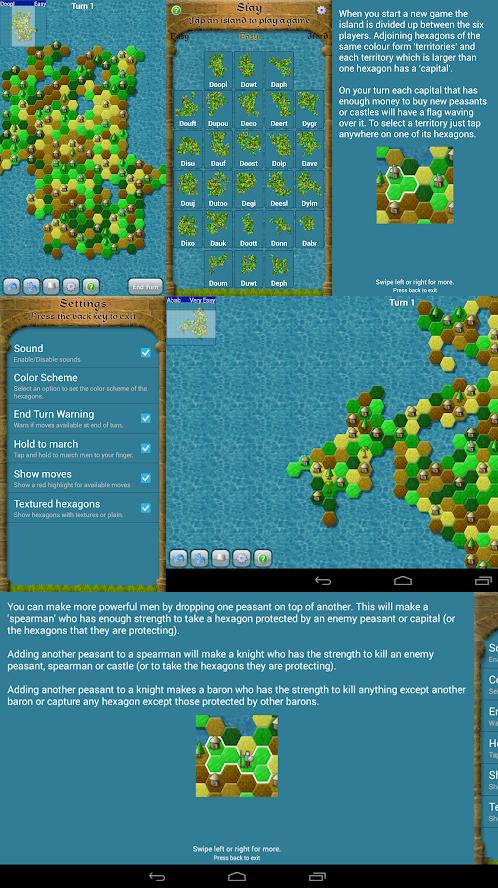 Doopl Easy
Turn 1
End Turn
Slay
Tap an island to play a game
Easy Easy Hard
Doopl Dowt Daph
Douft Dupou Deco Deert Dygr
Disu Dauf Doost Dolp Dave
Douj Dutoo Degi Deesl Dylm
Dixo Dauk Doott Donn Dabr
Doum Duwt Deph
When you start a new game the
island is divided up between the six
players. Adjoining hexagons of the
same colour form 'territories' and
each territory which is larger than
one hexagon has a 'capital'.
On your turn each capital that has
enough money to buy new peasants
or castles will have a flag waving
over it. To select a territory just tap
anywhere on one of its hexagons.
Swipe left or right for more.
Press back to exit
Settings
Press the back key to exit
Sound
Enable/Disable sounds.
Color Scheme
Select an option to set the color scheme of the
hexagons.
End Turn Warning
Warn if moves available at end of turn.
Hold to march
Tap and hold to march men to your finger.
Show moves
Show a red highlight for available moves
Textured hexagons
Show hexagons with textures or plain.
Abab Very Easy
Turn 1
You can make more powerful men by dropping one peasant on top of another. This will make a
'spearman' who has enough strength to take a hexagon protected by an enemy peasant or capital (or
the hexagons that they are protecting).
Adding another peasant to a spearman will make a knight who has the strength to kill an enemy
peasant, spearman or castle (or to take the hexagons they are protecting).
Adding another peasant to a knight makes a baron who has the strength to kill anything except another
baron or capture any hexagon except those protected by other barons.
Swipe left or right for more.
Press back to exit